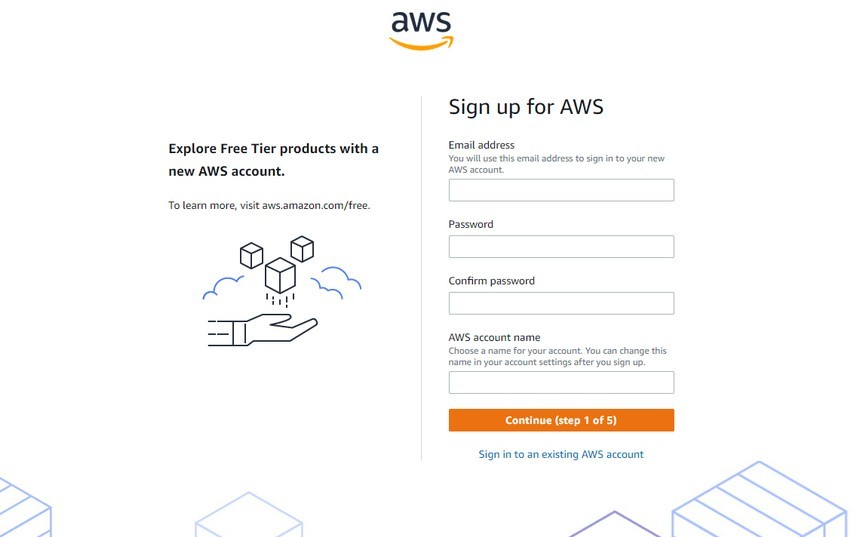 aws
Explore Free Tier products with a
new AWS account.
To learn more, visit aws.amazon.com/free.
Sign up for AWS
Email address
You will use this email address to sign in to your new
AWS account.
Password
Confirm password
AWS account name
Choose a name for your account. You can change this
name in your account settings after you sign up.
Continue (step 1 of 5)
Sign in to an existing AWS account